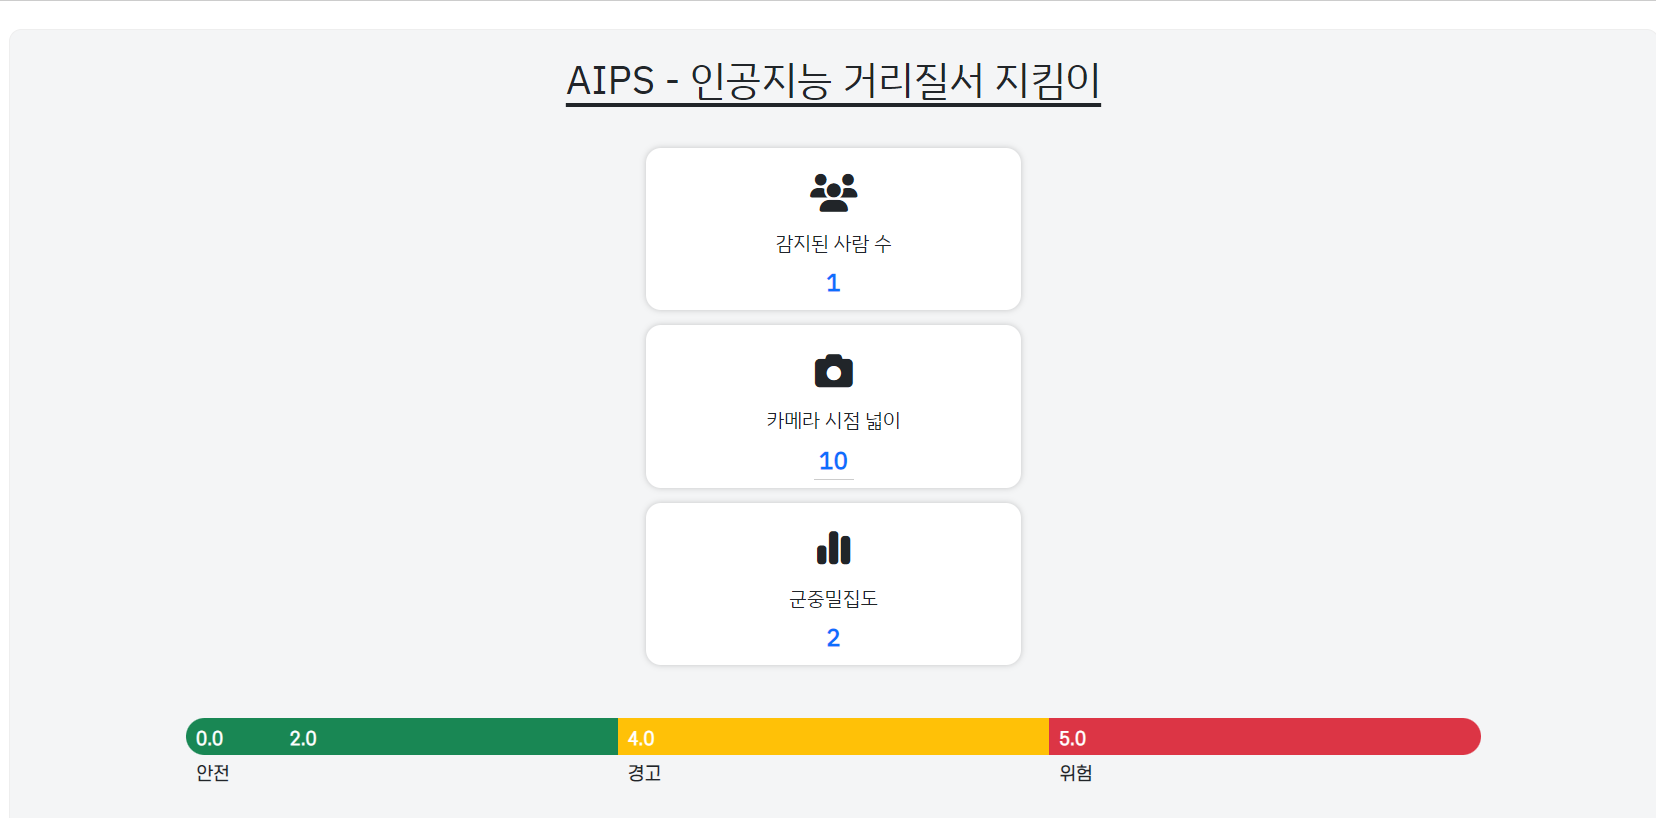 AIPS - 인공지능 거리질서 지킴이
감지된 사람 수
1
카메라 시점 넓이
10
군중밀집도
2
0.0 2.0 4.0 5.0
안전 경고 위험